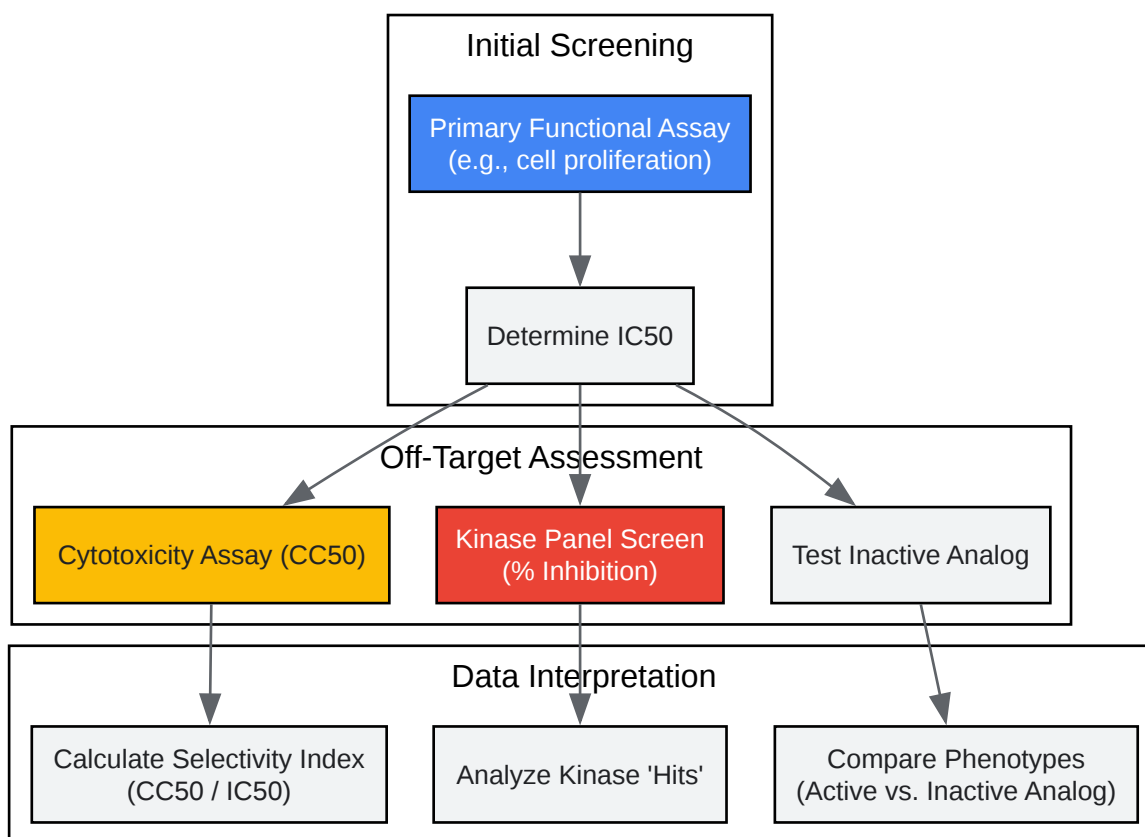 Initial Screening
Primary Functional Assay
(e.g., cell proliferation)
Determine IC50
Off-Target Assessment
Cytotoxicity Assay (CC50)
Kinase Panel Screen
(% Inhibition)
Test Inactive Analog
Data Interpretation
Calculate Selectivity Index
(CC50 / IC50)
Analyze Kinase 'Hits'
Compare Phenotypes
(Active vs. Inactive Analog)